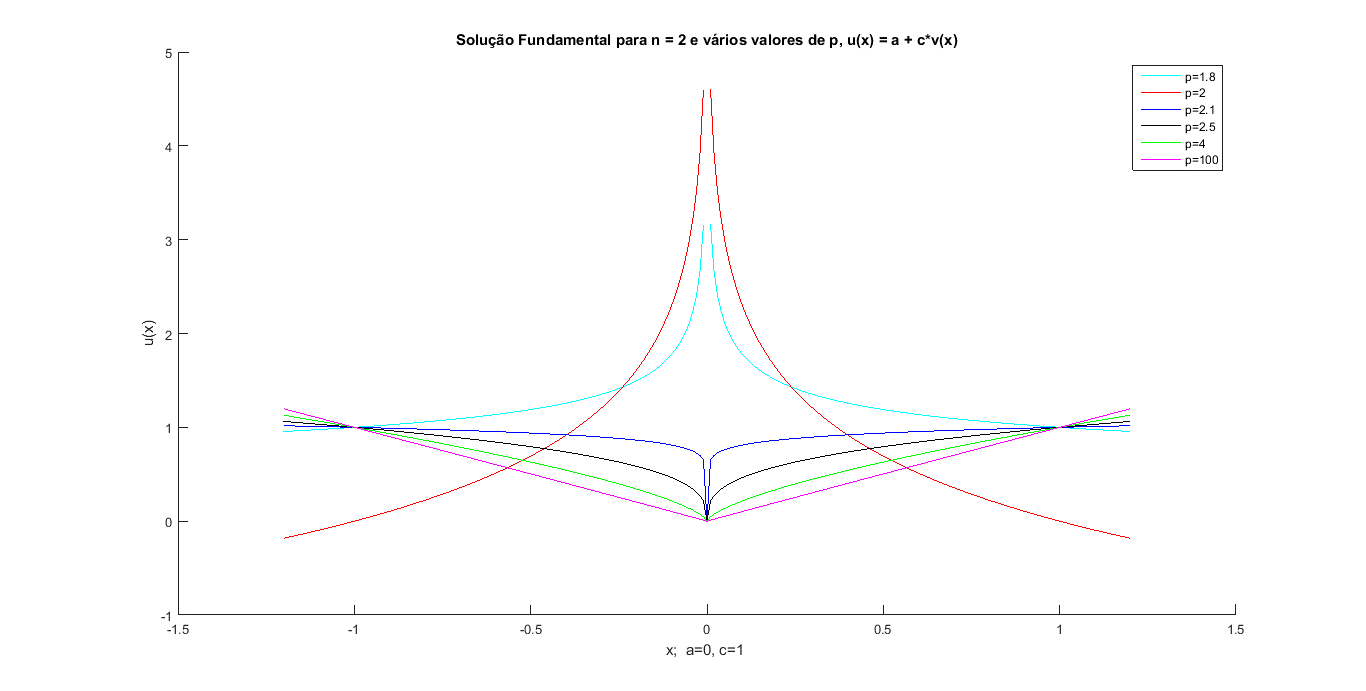 Solução Fundamental para n = 2 e vários valores de p, u(x) = a + c*v(x)
5
4
3
2
1
0
-1
u(x)
p=1.8
p=2
p=2.1
p=2.5
p=4
p=100
-1.5 -1 -0.5 0 0.5 1 1.5
x;  a=0, c=1